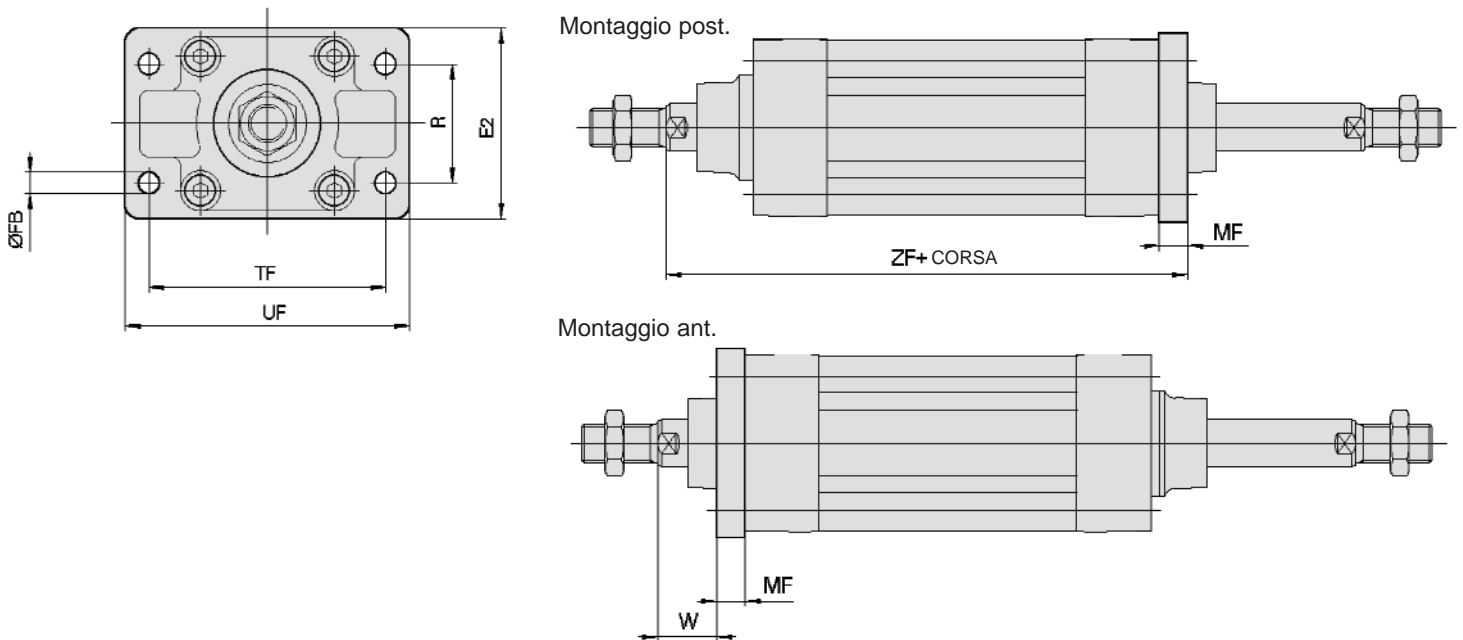 Montaggio post.
R
E2
ØFB
TF
UF
MF
ZF+ CORSA
Montaggio ant.
MF
W